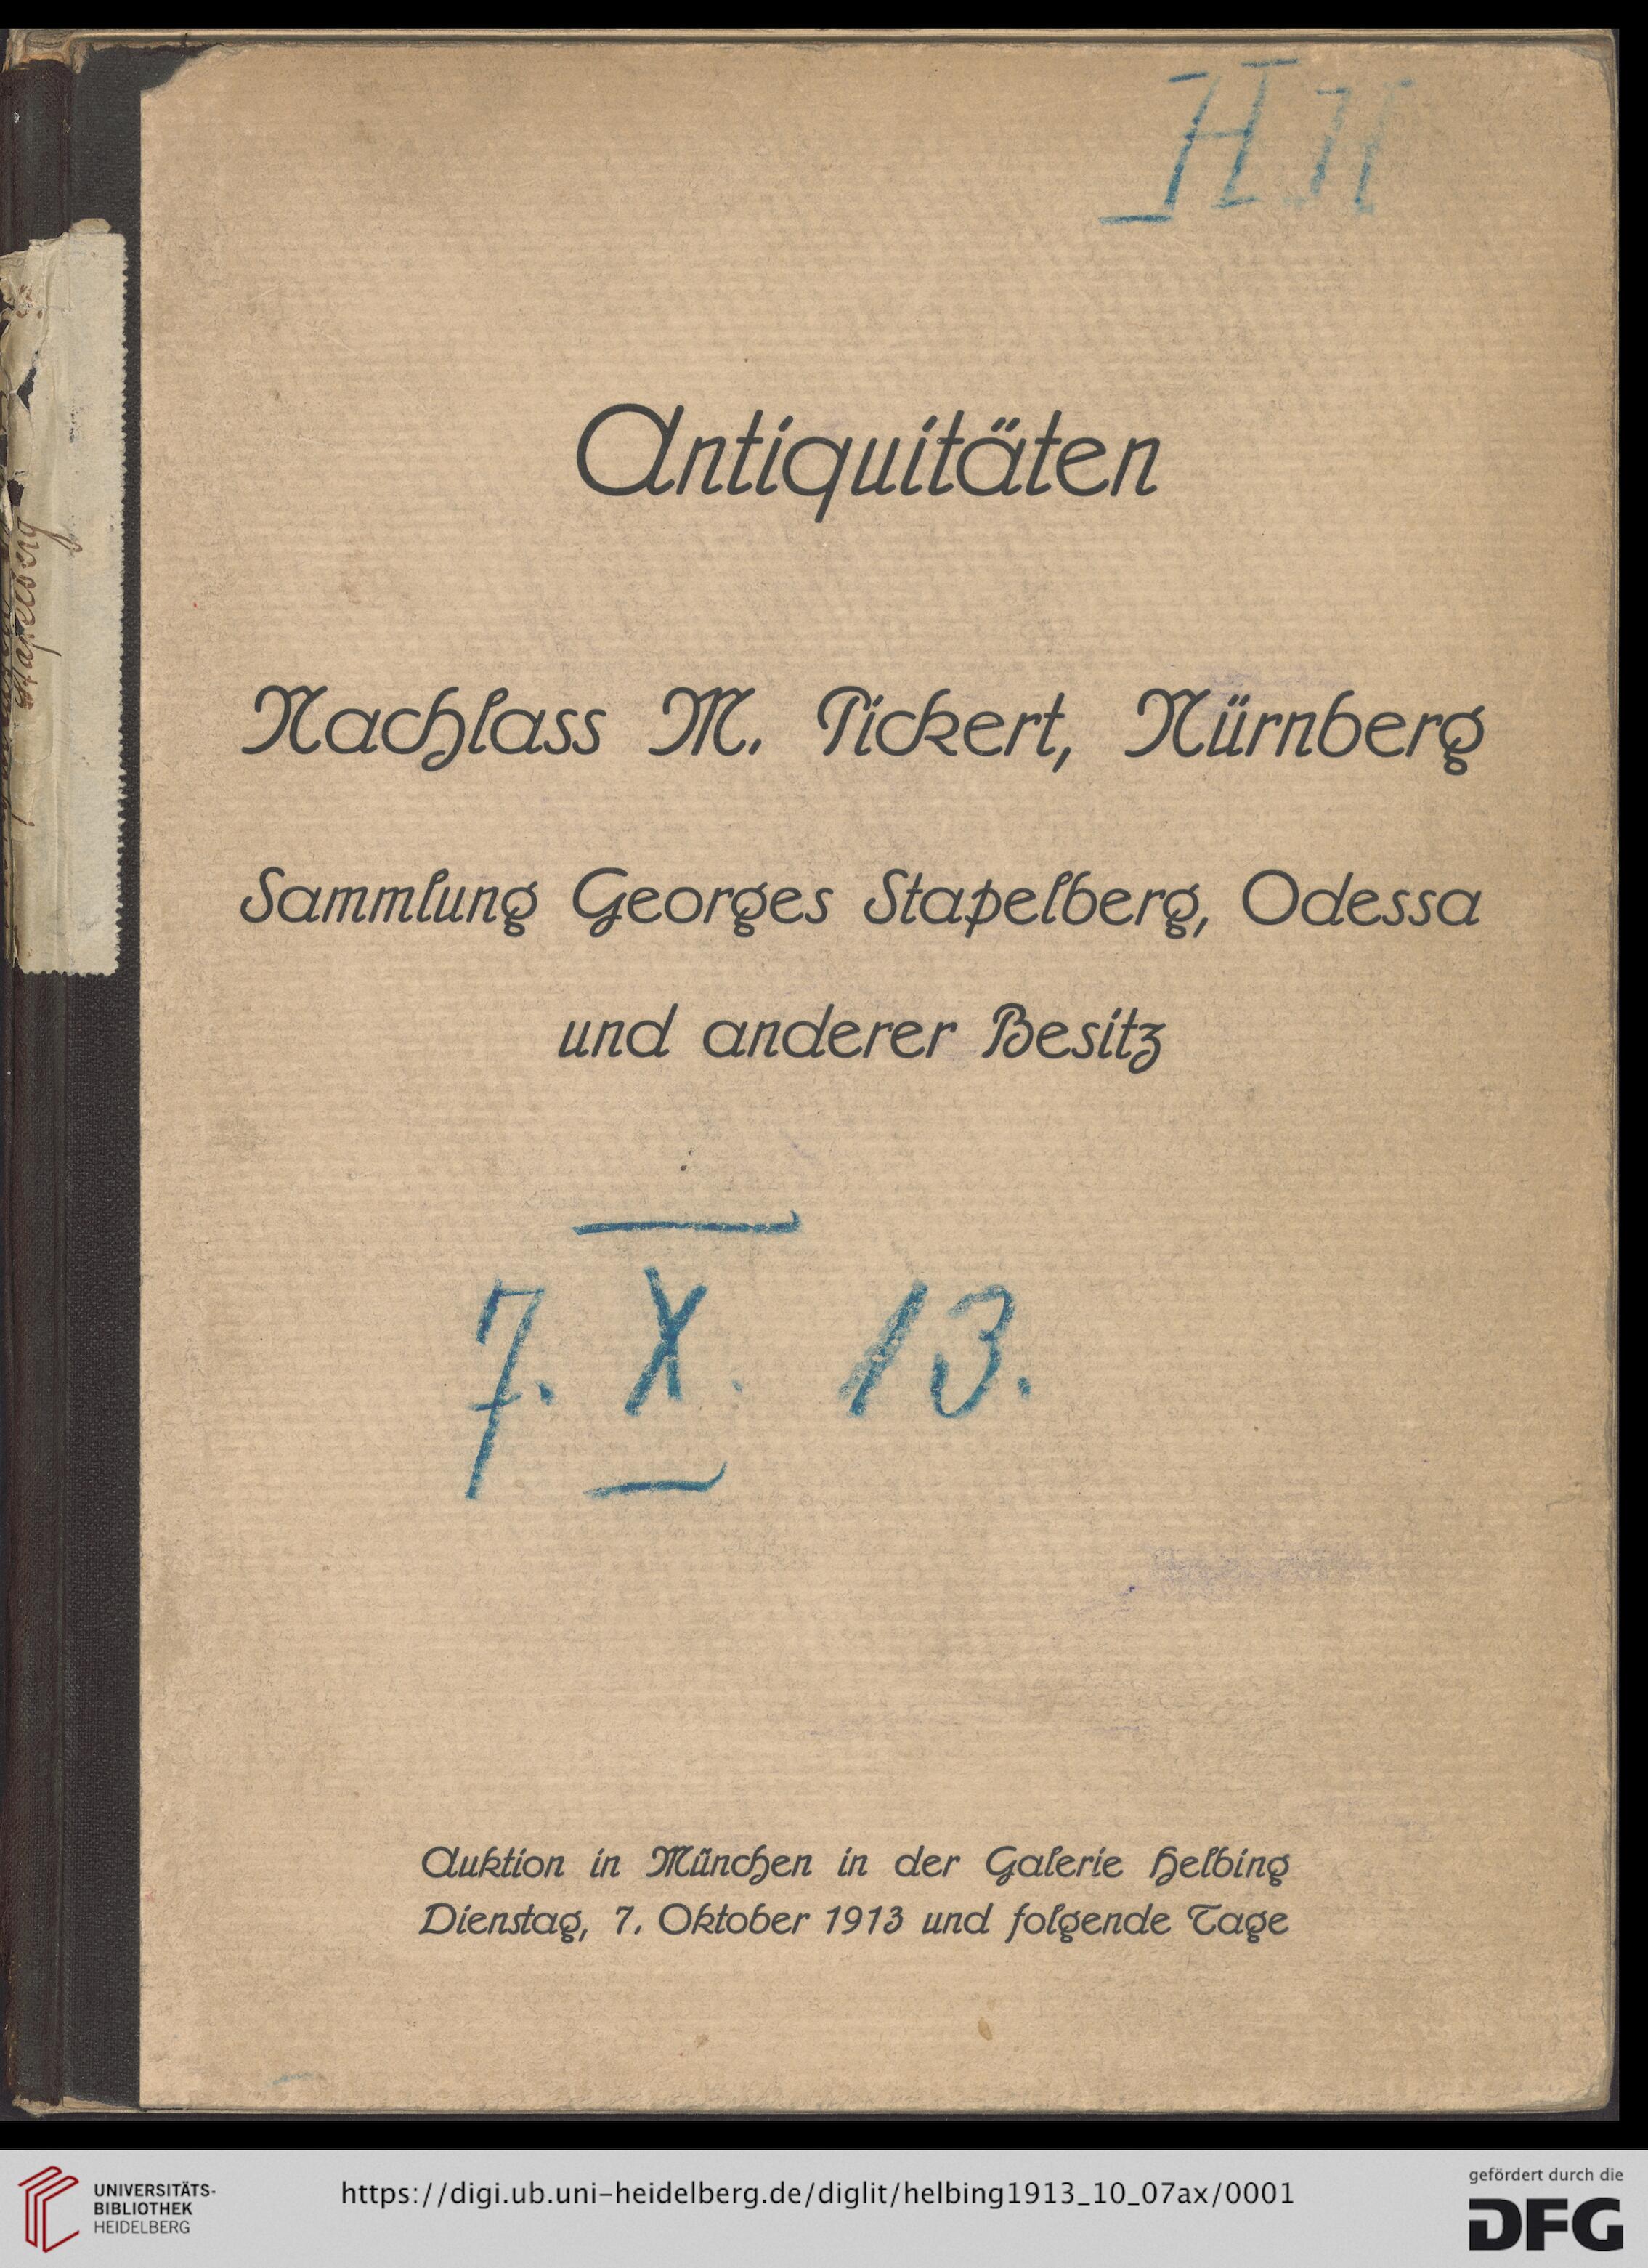 Antiquitäten
Nachlass M. Pickert, Nürnberg
Sammlung Georges Stapelberg, Odessa
und anderer Besitz
7. X. 13.
Auktion in München in der Galerie Helbing
Dienstag, 7. Oktober 1913 und folgende Tage
Stapelberg
UNIVERSITÄTS-
BIBLIOTHEK
HEIDELBERG
https://digi.ub.uni-heidelberg.de/diglit/helbing1913_10_07ax/0001
gefördert durch die
DFG